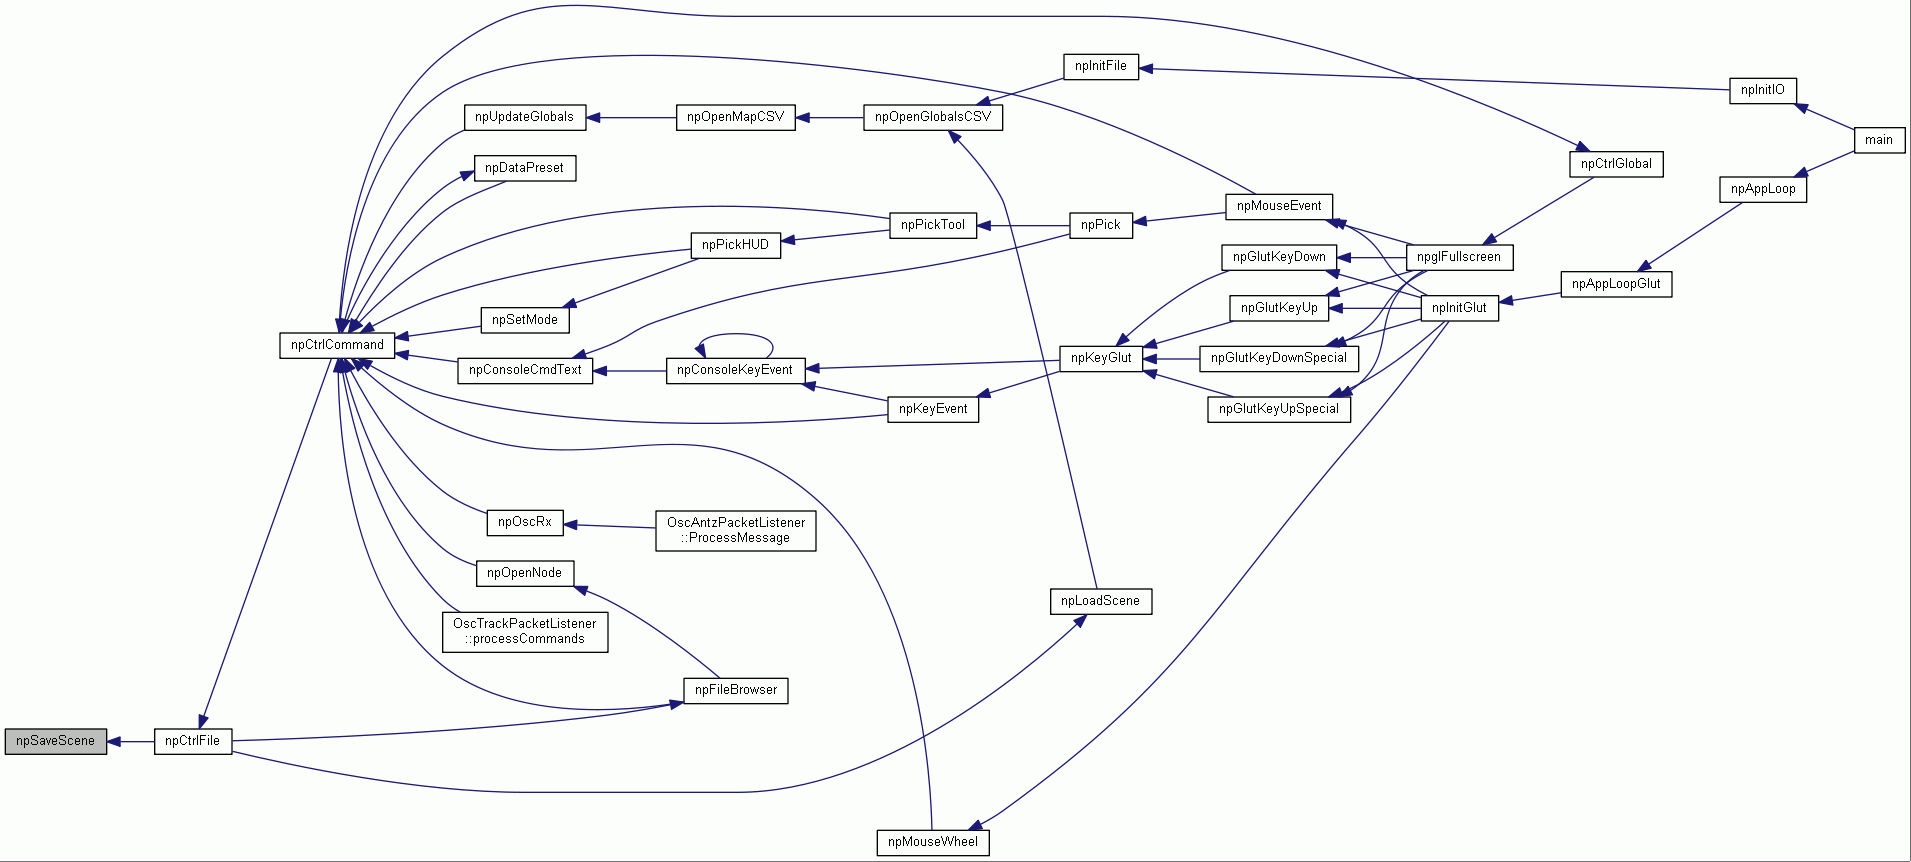 npInitFile
npInitIO
npUpdateGlobals
npOpenMapCSV
npOpenGlobalsCSV
main
npDataPreset
npCtrlGlobal
npAppLoop
npMouseEvent
npPickTool
npPick
npPickHUD
npGlutKeyDown
npglFullscreen
npAppLoopGlut
npSetMode
npGlutKeyUp
npInitGlut
npCtrlCommand
npConsoleCmdText
npConsoleKeyEvent
npKeyGlut
npGlutKeyDownSpecial
npKeyEvent
npGlutKeyUpSpecial
npOscRx
OscAntzPacketListener
::ProcessMessage
npOpenNode
npLoadScene
OscTrackPacketListener
::processCommands
npFileBrowser
npSaveScene
npCtrlFile
npMouseWheel